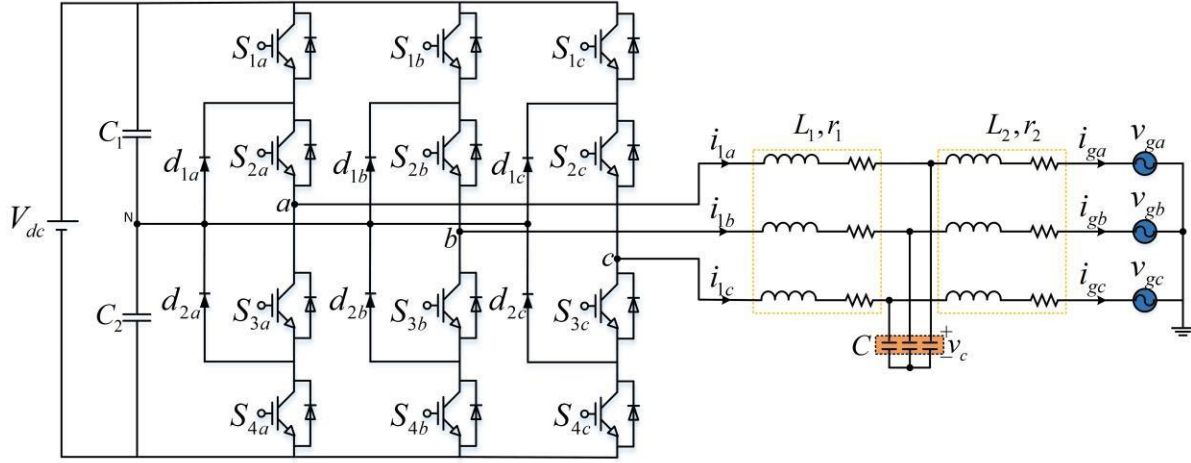 S1a S1b S1c
L1, r1 L2, r2
C1 i1a iga vga
d1a S2a d1b S2b d1c S2c
a
Vdc N b i1b igb vgb
c
i1c igc vgc
d2a S3a d2b S3b d2c S3c
C2
C + − vc
S4a S4b S4c